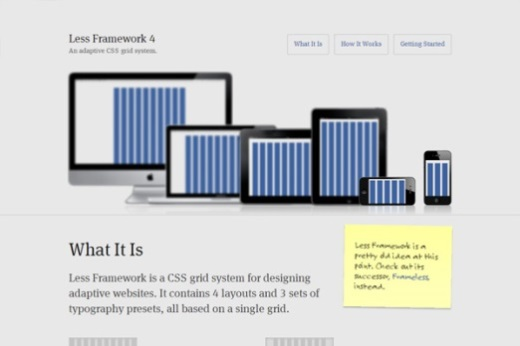 Less Framework 4
An adaptive CSS grid system.
What It Is
How It Works
Getting Started
What It Is
Less Framework is a CSS grid system for designing
adaptive websites. It contains 4 layouts and 3 sets of
typography presets, all based on a single grid.
Less Framework is a
pretty old idea at this
point. Check out its
successor, Frameless
instead.